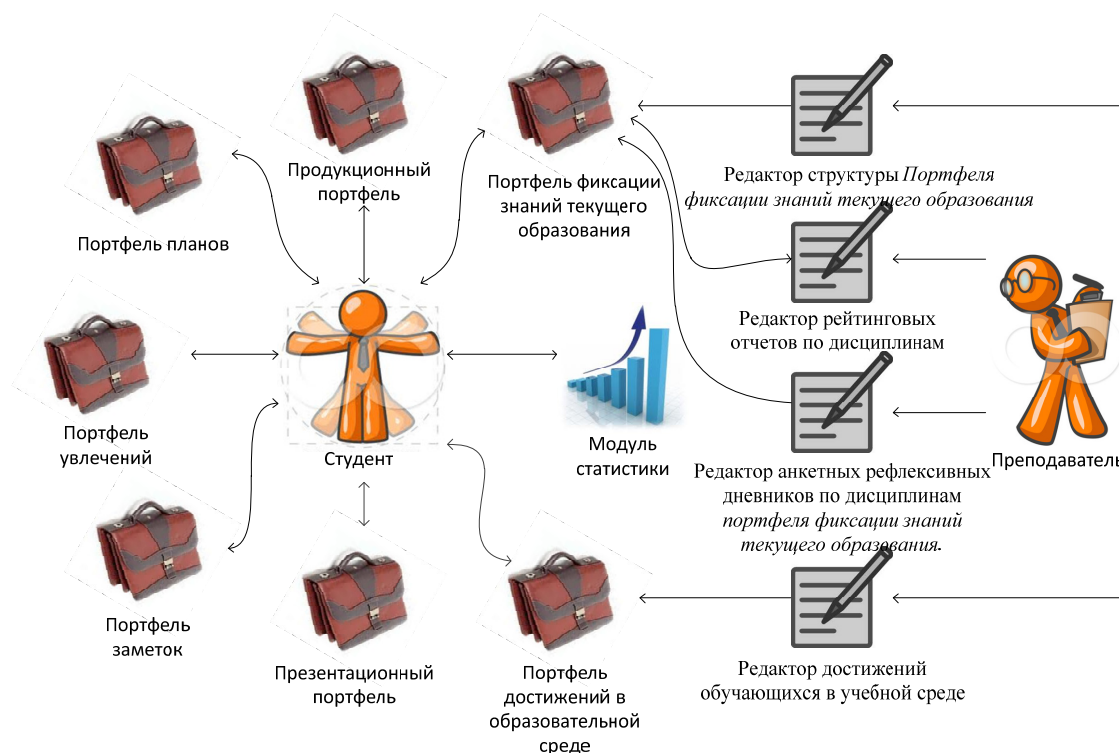 Продукционный
портфель
Портфель фиксации
знаний текущего
образования
Редактор структуры Портфеля
фиксации знаний текущего образования
Портфель планов
Редактор рейтинговых
отчетов по дисциплинам
Портфель
увлечений
Студент
Модуль
статистики
Преподаватель
Редактор анкетных рефлексивных
дневников по дисциплинам
портфеля фиксации знаний
текущего образования.
Портфель
заметок
Презентационный
портфель
Портфель
достижений в
образовательной
среде
Редактор достижений
обучающихся в учебной среде